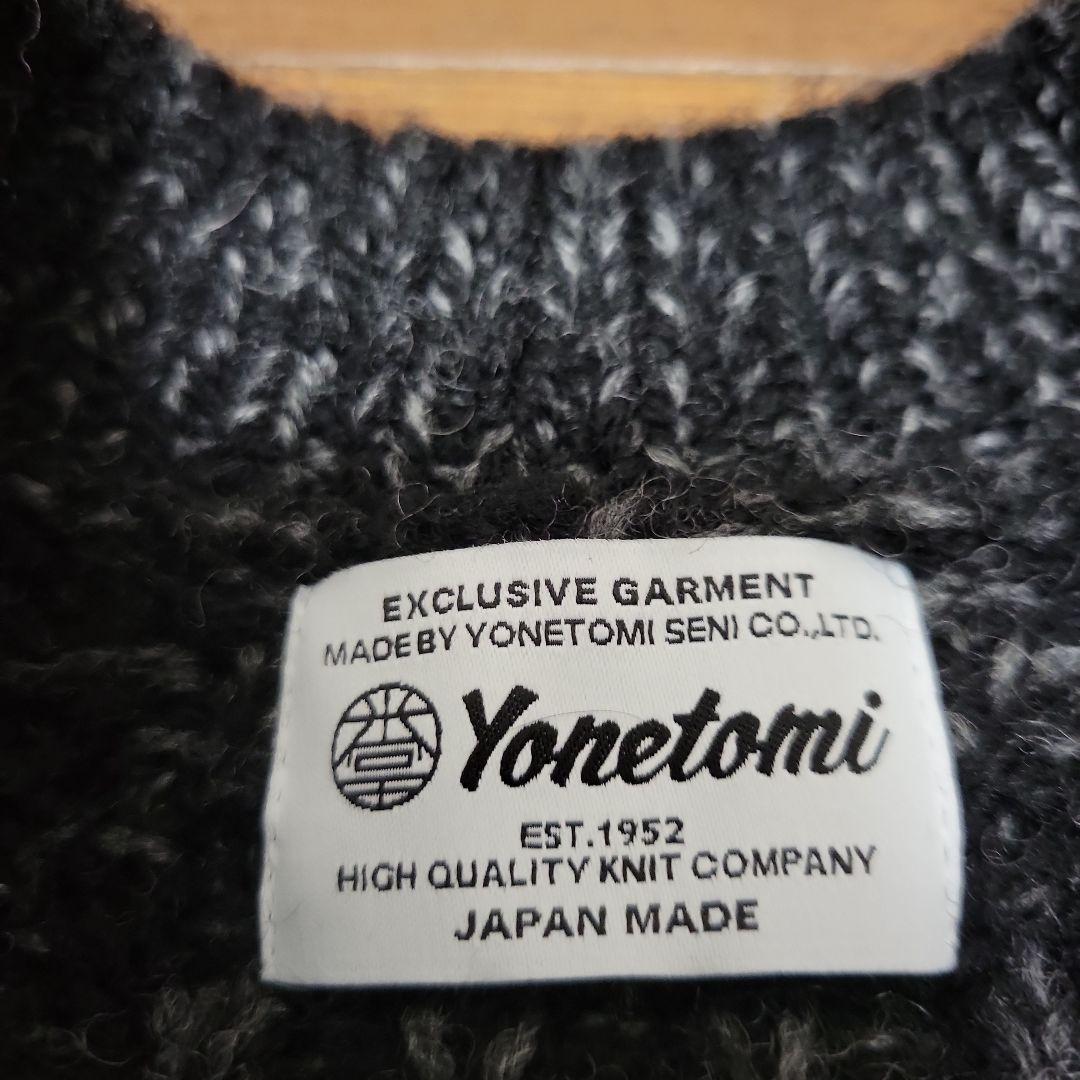 EXCLUSIVE GARMENT
MADE BY YONETOMI SENI CO.,LTD.
Yonetomi
EST.1952
HIGH QUALITY KNIT COMPANY
JAPAN MADE